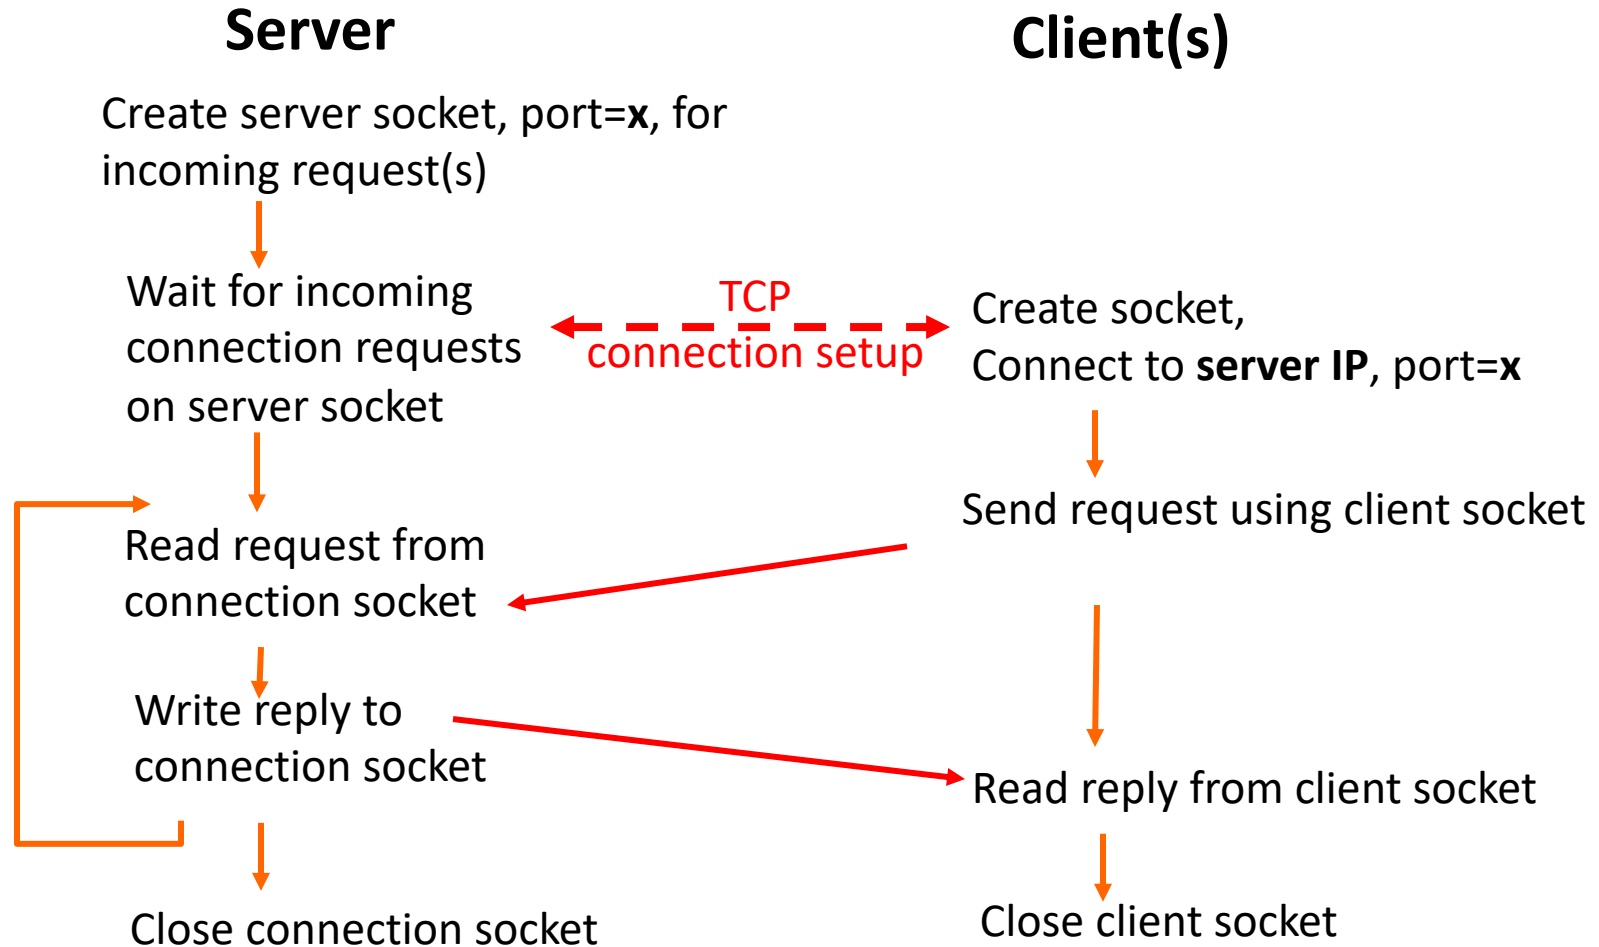 Server
Client(s)
Create server socket, port=x, for
incoming request(s)
Wait for incoming
connection requests
on server socket
TCP
connection setup
Create socket,
Connect to server IP, port=x
Send request using client socket
Read request from
connection socket
Write reply to
connection socket
Read reply from client socket
Close connection socket
Close client socket